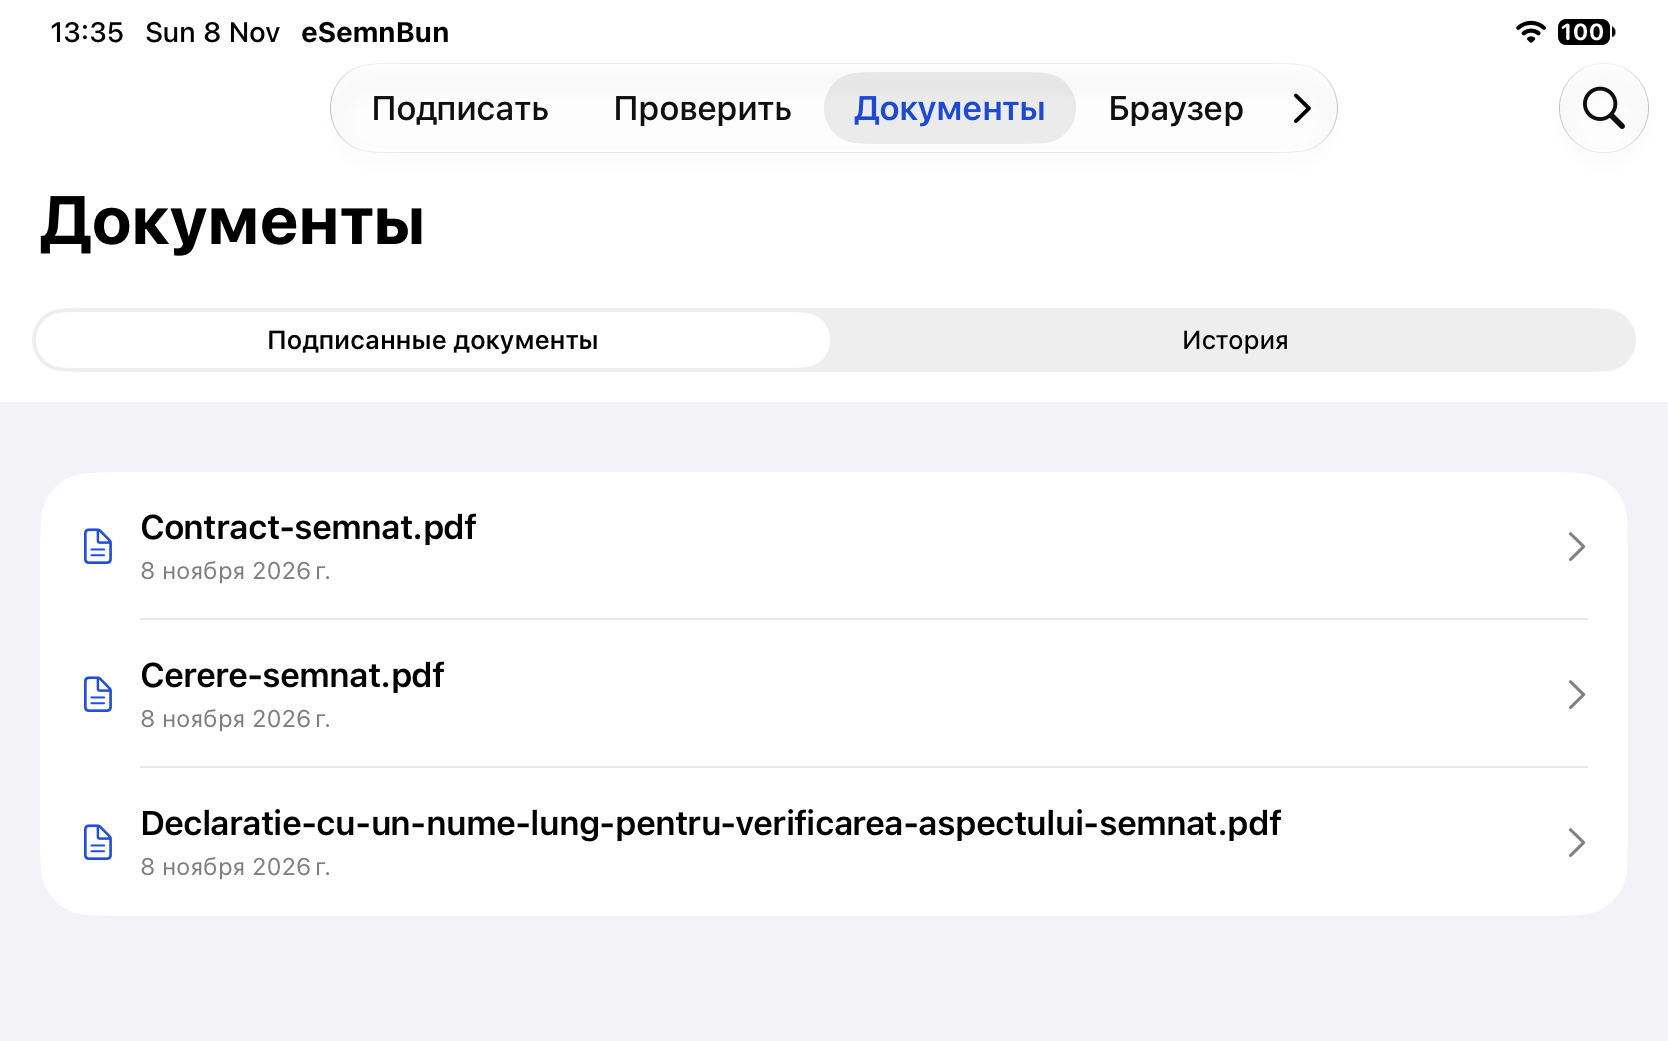 13:35 Sun 8 Nov eSemnBun
100
Подписать Проверить Документы Браузер
Документы
Подписанные документы История
Contract-semnat.pdf
8 ноября 2026 г.
Cerere-semnat.pdf
8 ноября 2026 г.
Declaratie-cu-un-nume-lung-pentru-verificarea-aspectului-semnat.pdf
8 ноября 2026 г.